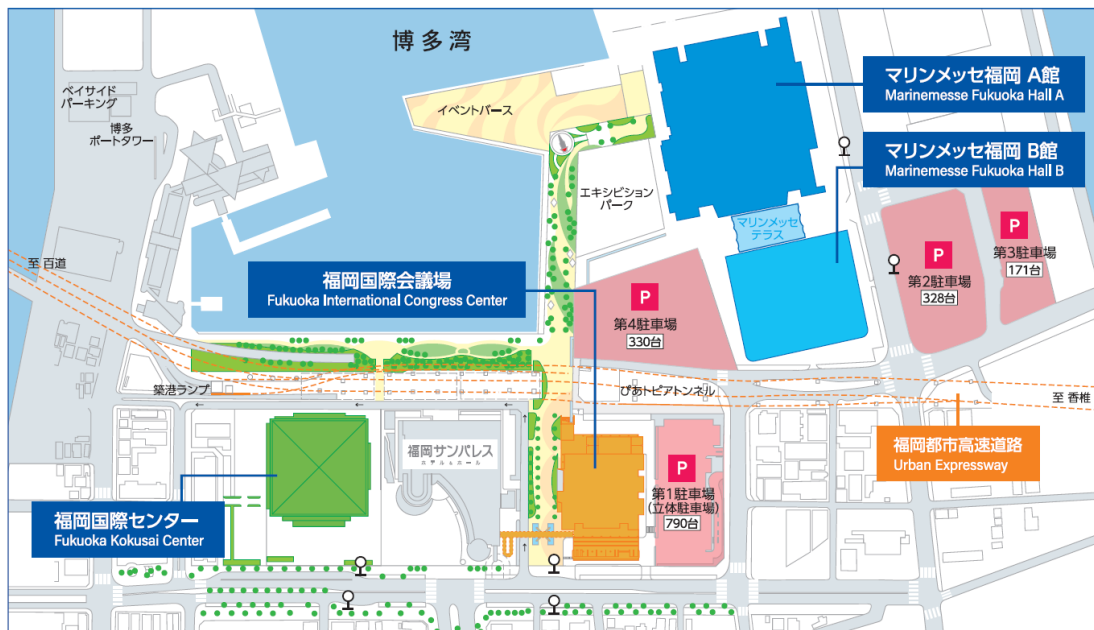 博多湾
マリンメッセ福岡 A館
Marinemesse Fukuoka Hall A
ベイサイド
パーキング
イベントバース
博多
ポートタワー
マリンメッセ福岡 B館
Marinemesse Fukuoka Hall B
エキシビション
パーク
マリンメッセ
テラス
P
第3駐車場
171台
P
第2駐車場
328台
至 百道
福岡国際会議場
Fukuoka International Congress Center
P
第4駐車場
330台
築港ランプ
ぴあトピアトンネル
至 香椎
福岡サンパレス
ホテル&ホール
福岡都市高速道路
Urban Expressway
P
第1駐車場
(立体駐車場)
790台
福岡国際センター
Fukuoka Kokusai Center